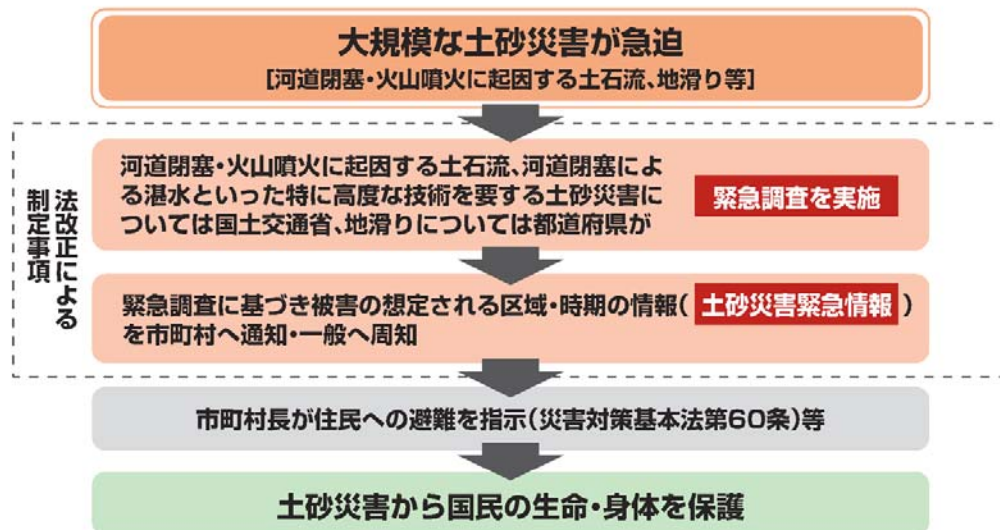 大規模な土砂災害が急迫
[河道閉塞・火山噴火に起因する土石流、地滑り等]
法改正による
制定事項
河道閉塞・火山噴火に起因する土石流、河道閉塞によ
る湛水といった特に高度な技術を要する土砂災害に
ついては国土交通省、地滑りについては都道府県が
緊急調査を実施
緊急調査に基づき被害の想定される区域・時期の情報(土砂災害緊急情報)
を市町村へ通知・一般へ周知
市町村長が住民への避難を指示(災害対策基本法第60条)等
土砂災害から国民の生命・身体を保護